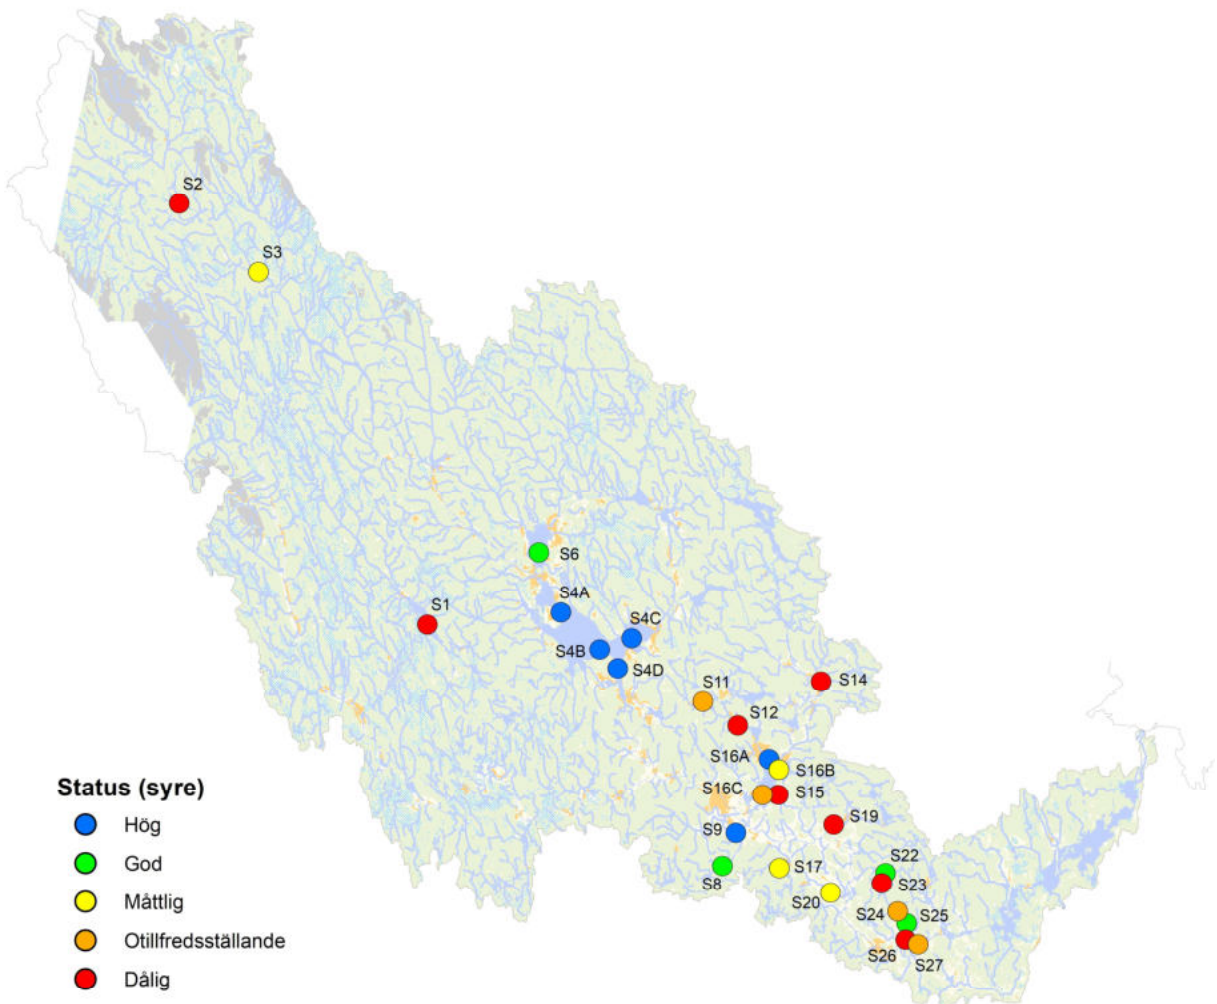 S2
S3
S6
S4A
S1
S4C
S4B
S4D
S14
S11
S12
S16A
S16B
S16C
S15
S19
S9
S22
S17
S8
S23
S20
S24
S25
S26
S27
Status (syre)
Hög
God
Måttlig
Otillfredsställande
Dålig